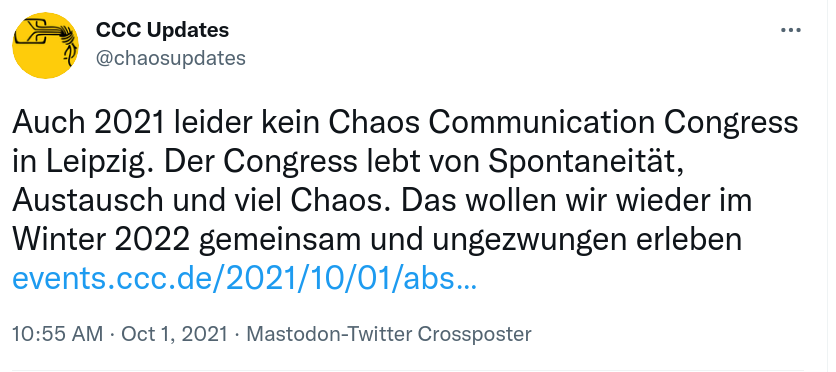 CCC Updates
@chaosupdates
Auch 2021 leider kein Chaos Communication Congress
in Leipzig. Der Congress lebt von Spontaneität,
Austausch und viel Chaos. Das wollen wir wieder im
Winter 2022 gemeinsam und ungezwungen erleben
events.ccc.de/2021/10/01/abs…
10:55 AM · Oct 1, 2021 · Mastodon-Twitter Crossposter